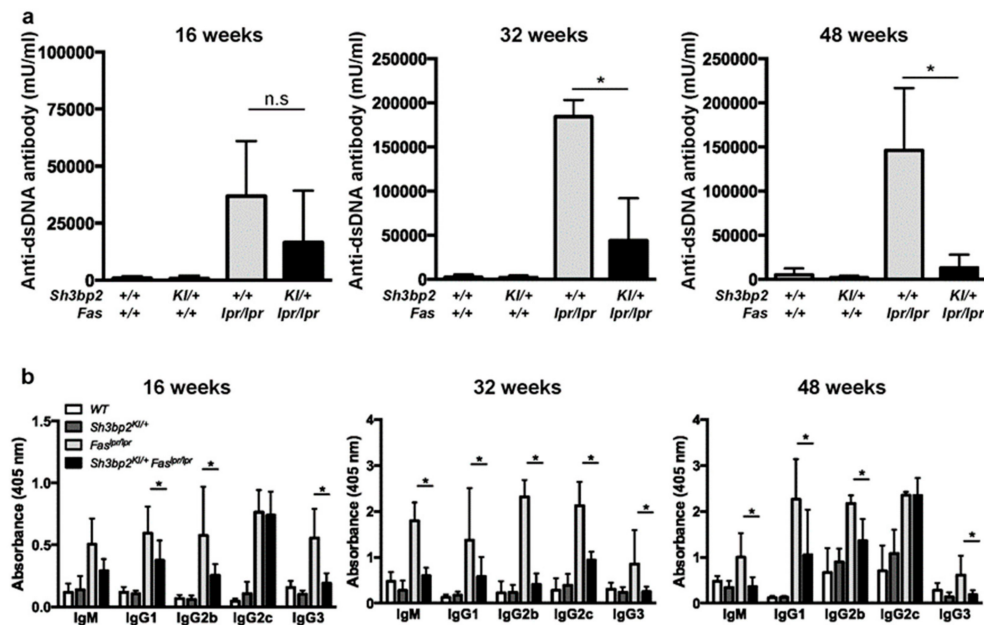 a
16 weeks
32 weeks
48 weeks
Anti-dsDNA antibody (mU/ml)
100000
75000
50000
25000
0
n.s
Sh3bp2 +/+ KI/+ +/+ KI/+
Fas +/+ +/+ lpr/lpr lpr/lpr
Anti-dsDNA antibody (mU/ml)
250000
200000
150000
100000
50000
0
*
Sh3bp2 +/+ KI/+ +/+ KI/+
Fas +/+ +/+ lpr/lpr lpr/lpr
Anti-dsDNA antibody (mU/ml)
250000
200000
150000
100000
50000
0
*
Sh3bp2 +/+ KI/+ +/+ KI/+
Fas +/+ +/+ lpr/lpr lpr/lpr
b
16 weeks
32 weeks
48 weeks
WT
Sh3bp2KI/+
Faslpr/lpr
Sh3bp2KI/+ Faslpr/lpr
Absorbance (405 nm)
1.5
1.0
0.5
0.0
* * *
IgM IgG1 IgG2b IgG2c IgG3
Absorbance (405 nm)
4
3
2
1
0
* * * * *
IgM IgG1 IgG2b IgG2c IgG3
Absorbance (405 nm)
4
3
2
1
0
* * * *
IgM IgG1 IgG2b IgG2c IgG3